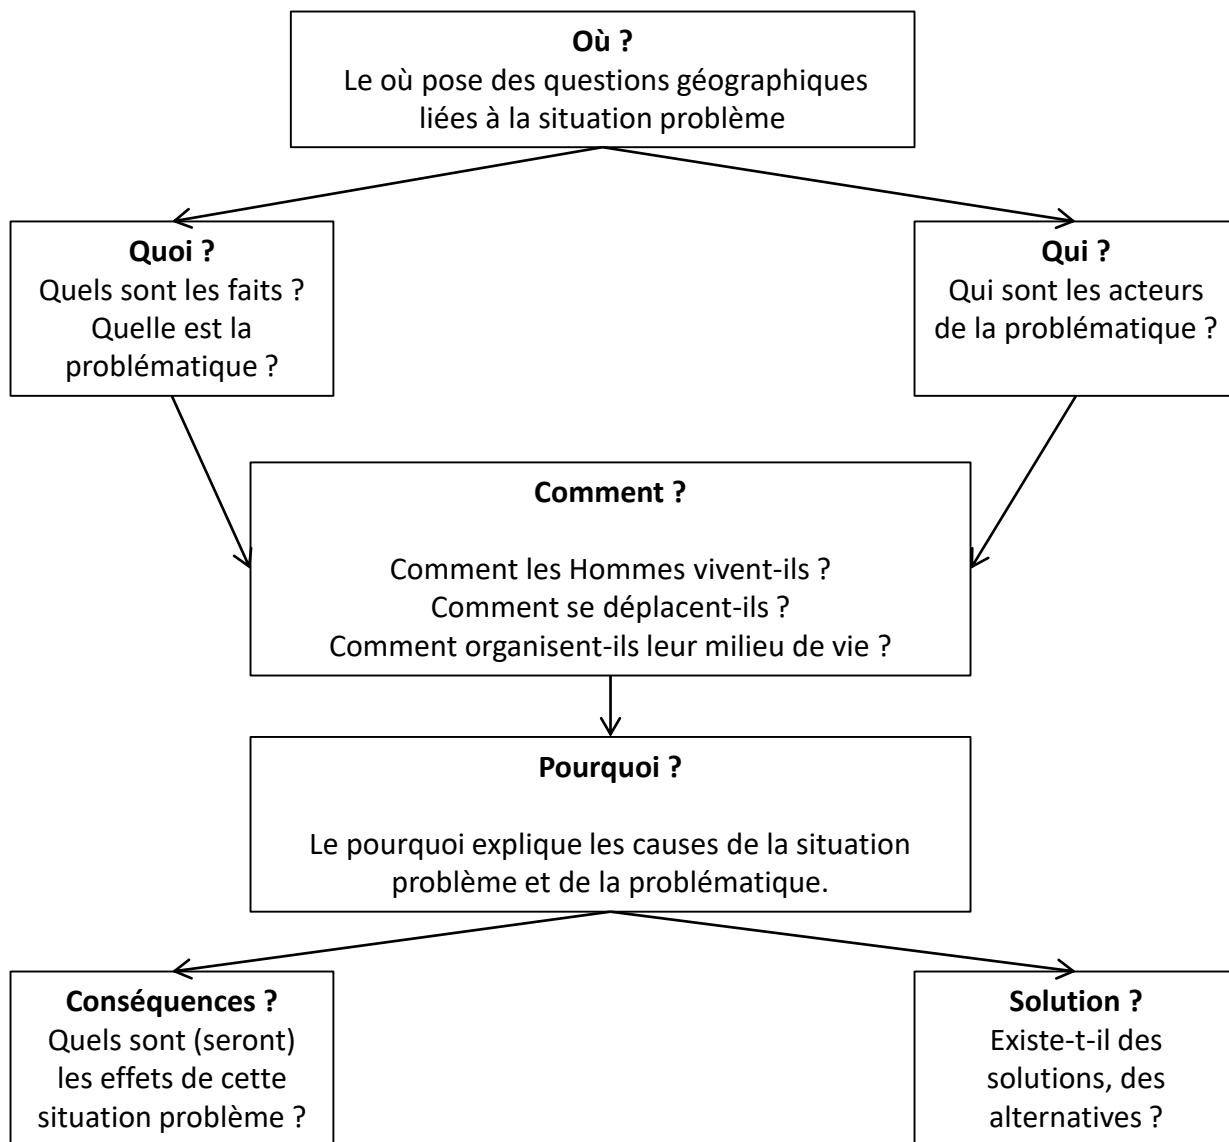 Où ?
Le où pose des questions géographiques
liées à la situation problème
Quoi ?
Quels sont les faits ?
Quelle est la
problématique ?
Qui ?
Qui sont les acteurs
de la problématique ?
Comment ?
Comment les Hommes vivent-ils ?
Comment se déplacent-ils ?
Comment organisent-ils leur milieu de vie ?
Pourquoi ?
Le pourquoi explique les causes de la situation
problème et de la problématique.
Conséquences ?
Quels sont (seront)
les effets de cette
situation problème ?
Solution ?
Existe-t-il des
solutions, des
alternatives ?